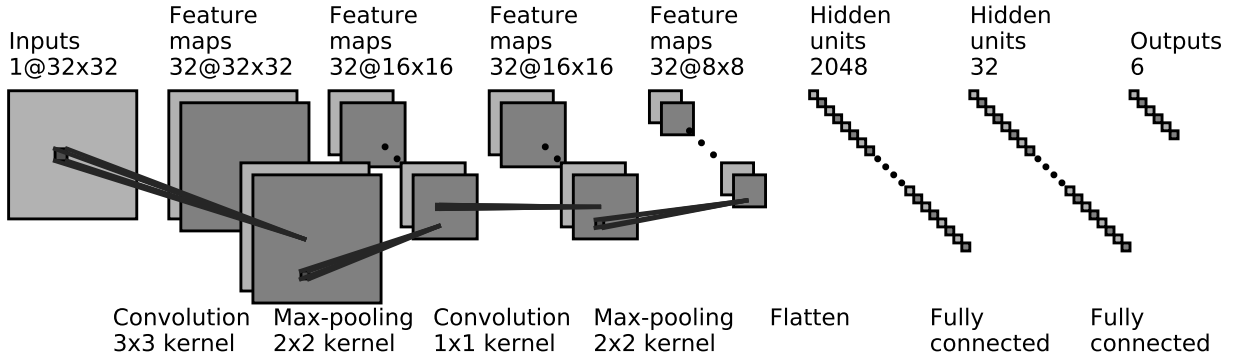 Inputs
1@32x32
Feature
maps
32@32x32
Feature
maps
32@16x16
Feature
maps
32@16x16
Feature
maps
32@8x8
Hidden
units
2048
Hidden
units
32
Outputs
6
Convolution
3x3 kernel
Max-pooling
2x2 kernel
Convolution
1x1 kernel
Max-pooling
2x2 kernel
Flatten
Fully
connected
Fully
connected